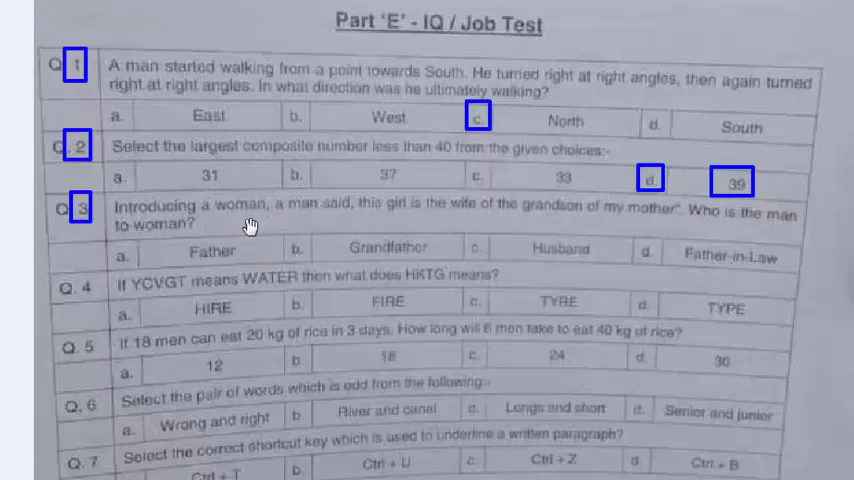 Part 'E' - IQ / Job Test
Q. 1 A man started walking from a point towards South. He turned right at right angles, then again turned
right at right angles. In what direction was he ultimately walking?
a. East b. West c. North d. South
Q. 2 Select the largest composite number less than 40 from the given choices:-
a. 31 b. 37 c. 33 d. 39
Q. 3 Introducing a woman, a man said, this girl is the wife of the grandson of my mother". Who is the man
to woman?
a. Father b. Grandfather c. Husband d. Father-in-Law
Q. 4 If YCVGT means WATER then what does HKTG means?
a. HIRE b. FIRE c. TYRE d. TYPE
Q. 5 If 18 men can eat 20 kg of rice in 3 days. How long will 6 men take to eat 40 kg of rice?
a. 12 b. 18 c. 24 d. 30
Q. 6 Select the pair of words which is odd from the following:-
a. Wrong and right b. River and canal c. Longs and short d. Senior and junior
Q. 7 Select the correct shortcut key which is used to underline a written paragraph?
Ctrl + T b. Ctrl + U c. Ctrl + Z d Ctrl + B